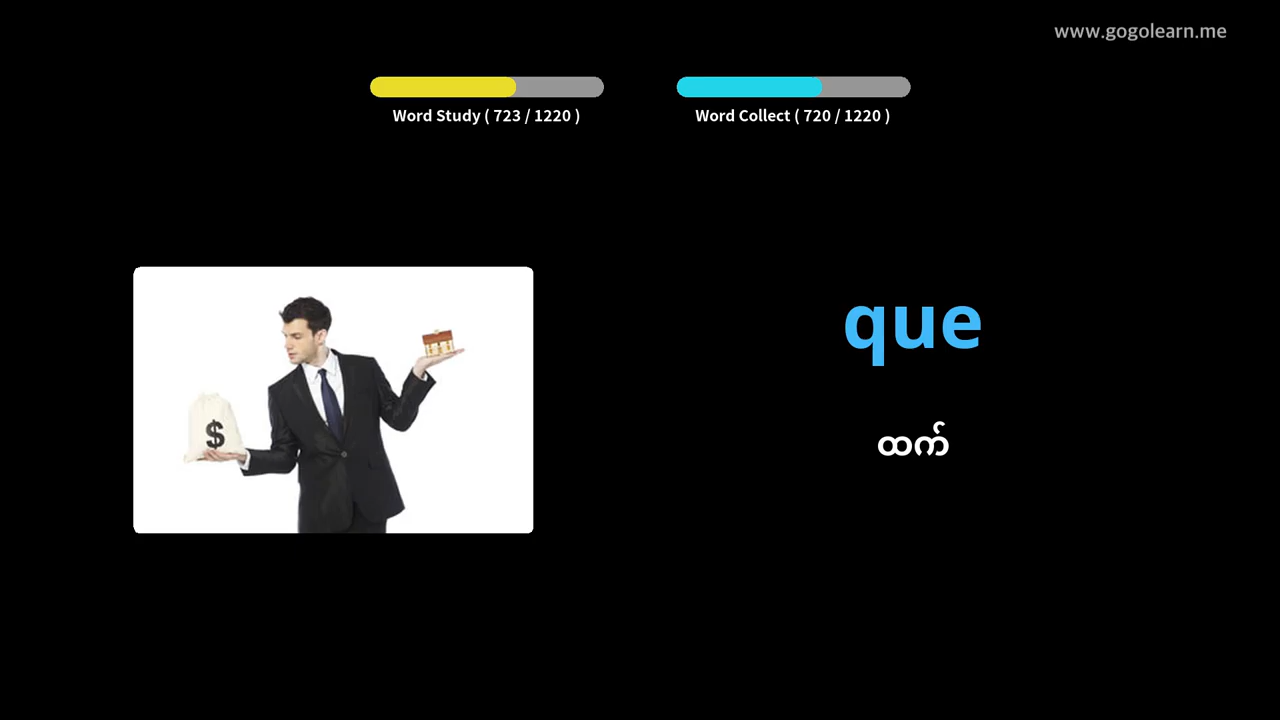 www.gogolearn.me
Word Study ( 723 / 1220 )
Word Collect ( 720 / 1220 )
$
que
ထက်